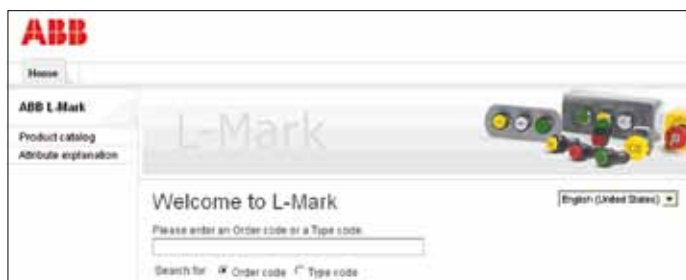 ABB
Home
ABB L-Mark
Product catalog
Attribute explanation
L-Mark
Welcome to L-Mark
English (United States)
Please enter an Order code or a Type code.
Search for Order code Type code